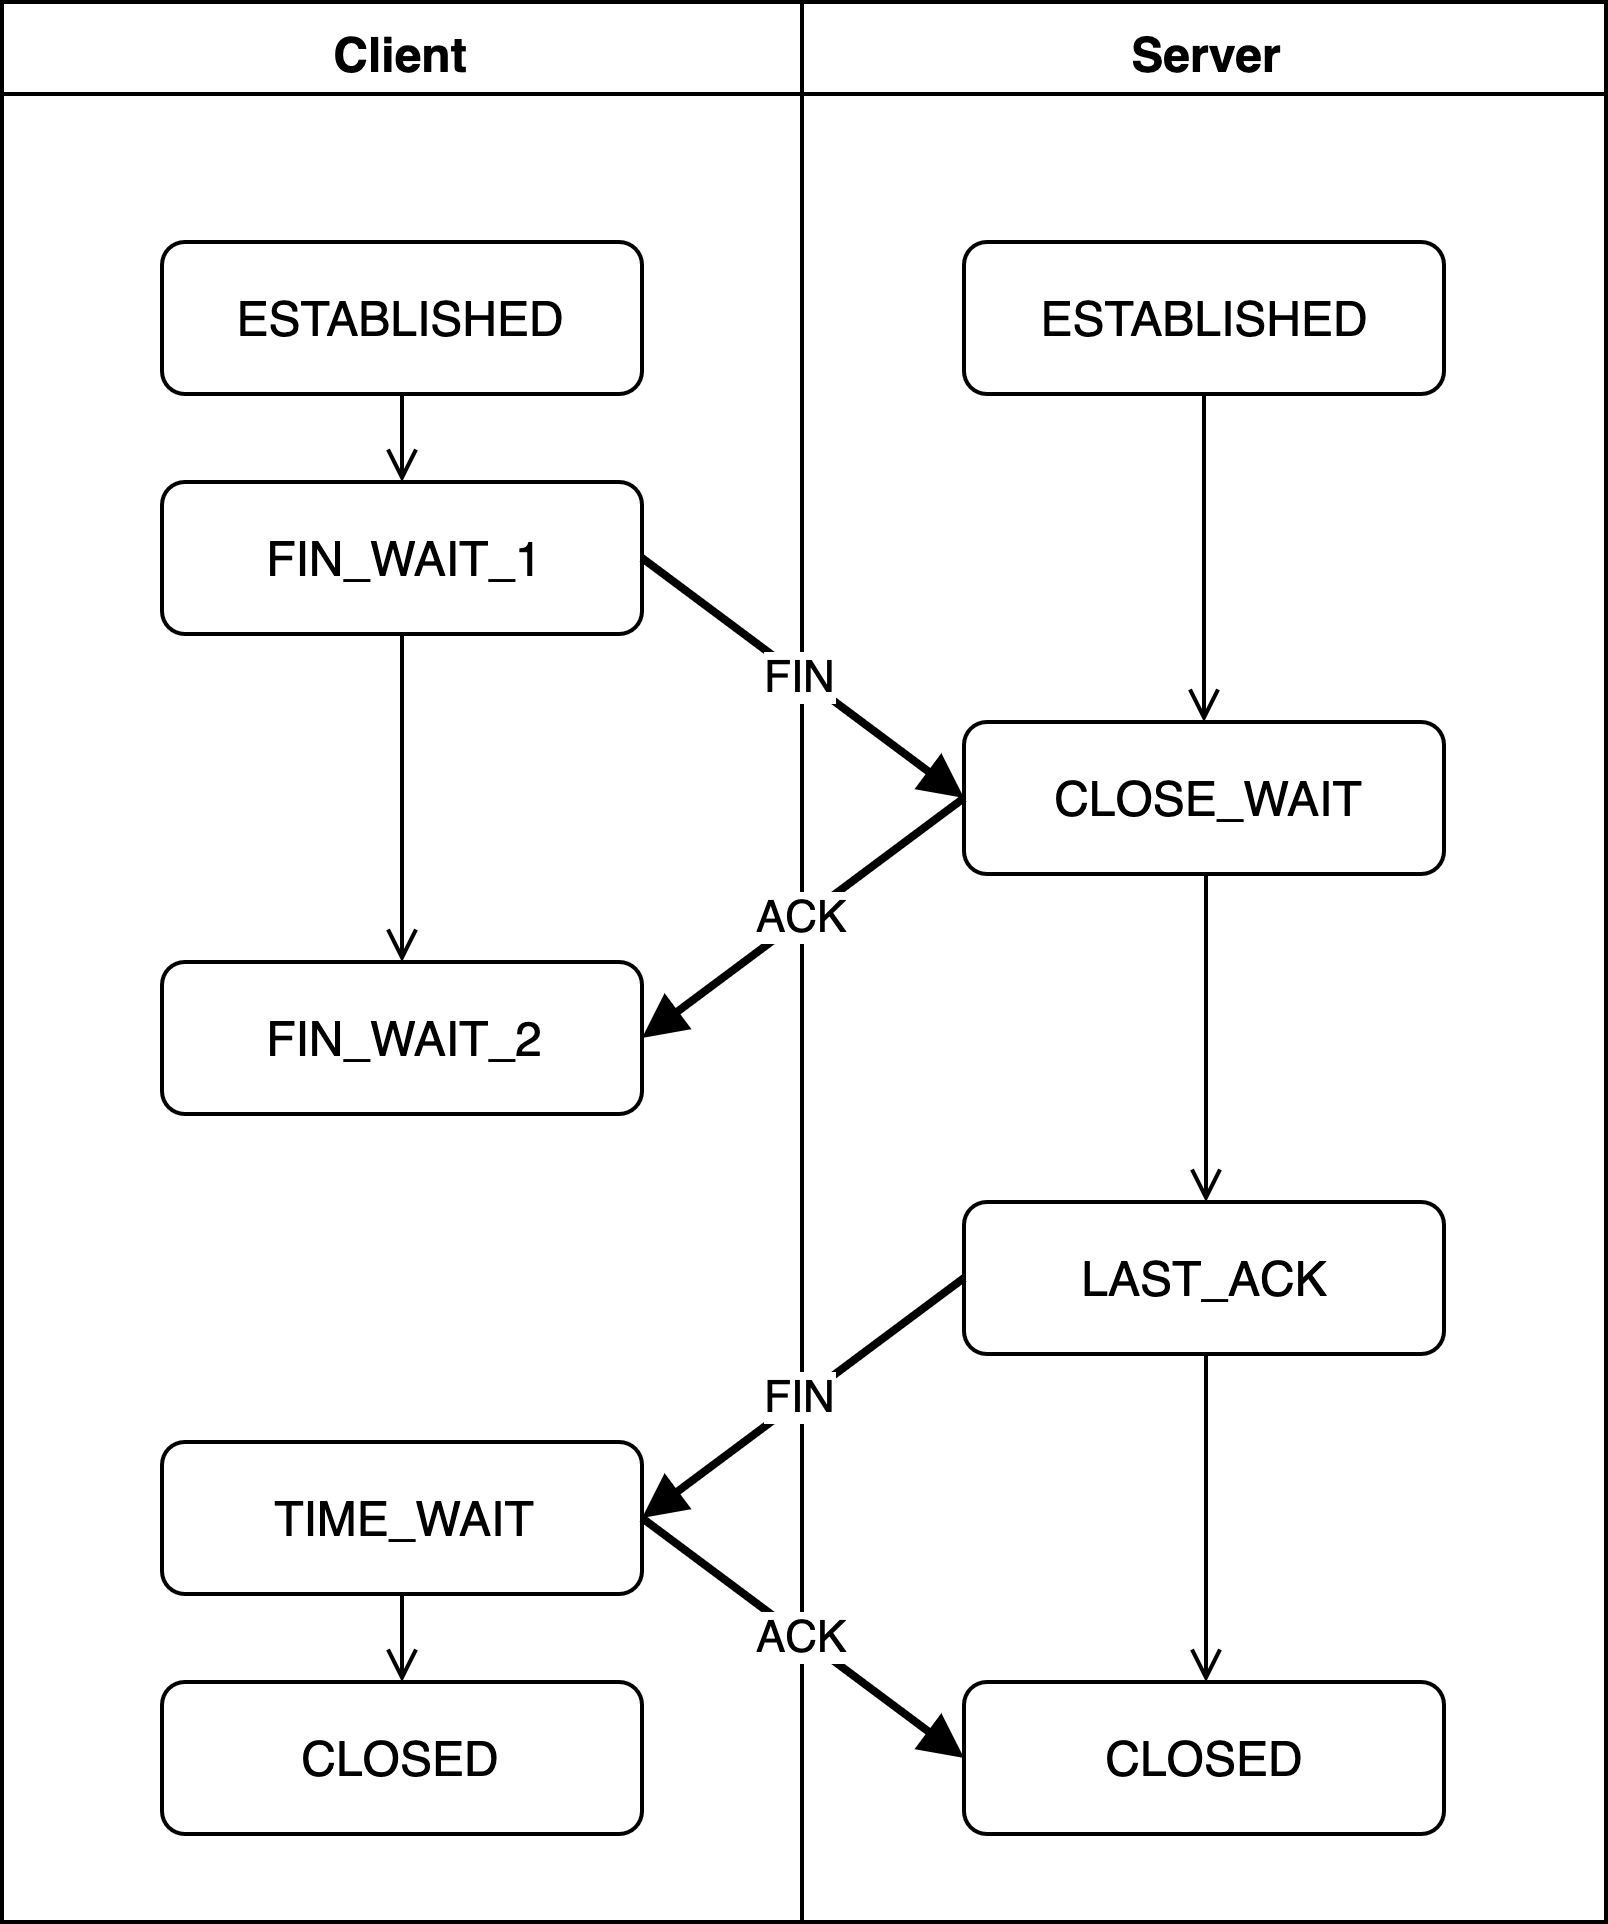 Client
Server
ESTABLISHED
ESTABLISHED
FIN_WAIT_1
FIN
CLOSE_WAIT
ACK
FIN_WAIT_2
LAST_ACK
FIN
TIME_WAIT
ACK
CLOSED
CLOSED